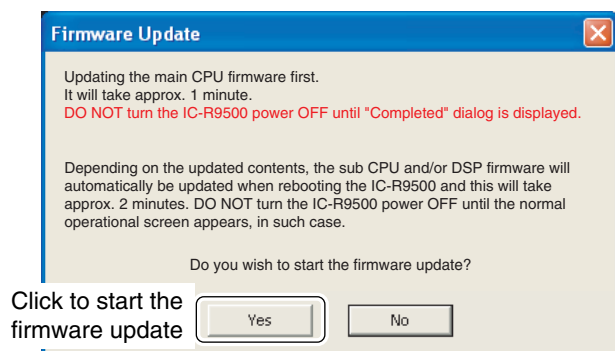 Firmware Update
Updating the main CPU firmware first.
It will take approx. 1 minute.
DO NOT turn the IC-R9500 power OFF until "Completed" dialog is displayed.
Depending on the updated contents, the sub CPU and/or DSP firmware will
automatically be updated when rebooting the IC-R9500 and this will take
approx. 2 minutes. DO NOT turn the IC-R9500 power OFF until the normal
operational screen appears, in such case.
Do you wish to start the firmware update?
Click to start the
firmware update
Yes
No